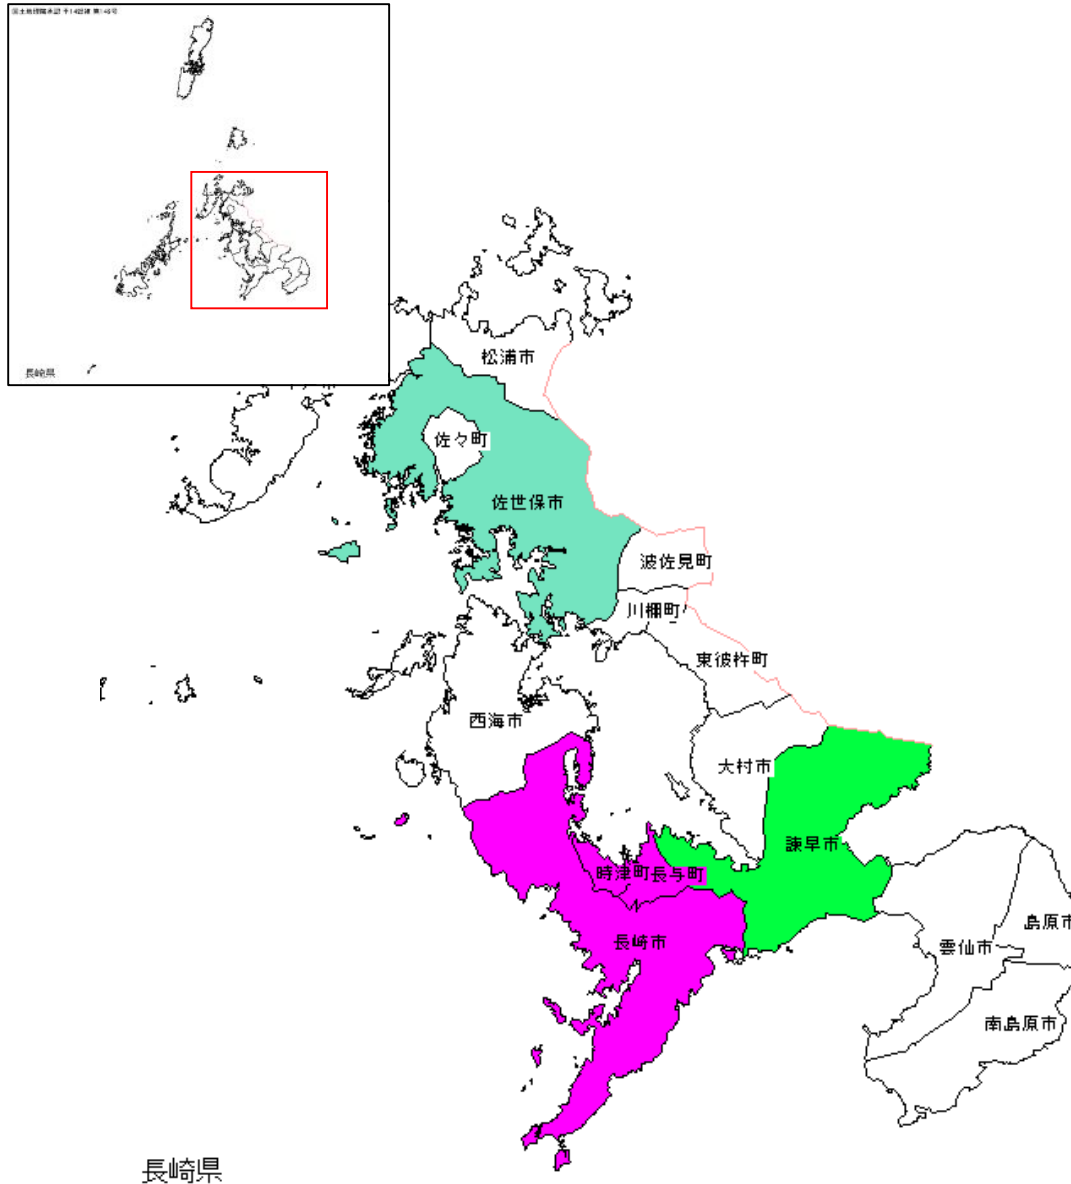 長崎県
松浦市
佐々町
佐世保市
波佐見町
川棚町
東彼杵町
西海市
大村市
諫早市
時津町
長与町
長崎市
島原市
雲仙市
南島原市
長崎県